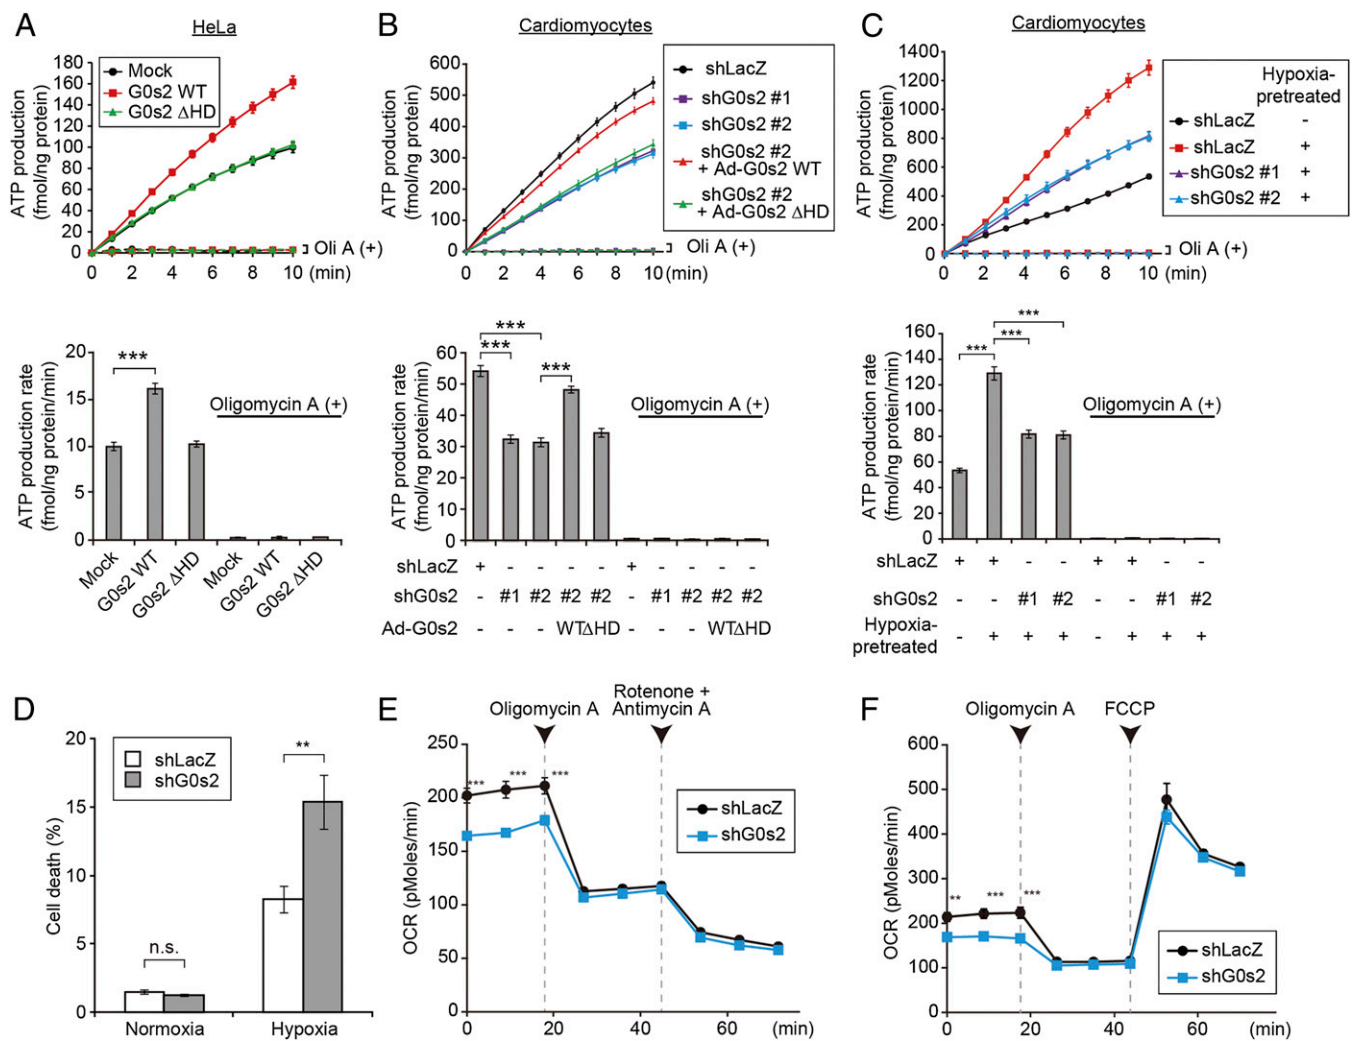 A
HeLa
ATP production
(fmol/ng protein)
180
160
140
120
100
80
60
40
20
0
Mock
G0s2 WT
G0s2 ΔHD
Oli A (+)
0 2 4 6 8 10 (min)
B
Cardiomyocytes
ATP production
(fmol/ng protein)
600
500
400
300
200
100
0
shLacZ
shG0s2 #1
shG0s2 #2
shG0s2 #2
+ Ad-G0s2 WT
shG0s2 #2
+ Ad-G0s2 ΔHD
Oli A (+)
0 2 4 6 8 10 (min)
C
Cardiomyocytes
ATP production
(fmol/ng protein)
1400
1200
1000
800
600
400
200
0
Hypoxia-
pretreated
shLacZ -
shLacZ +
shG0s2 #1 +
shG0s2 #2 +
Oli A (+)
0 2 4 6 8 10 (min)
ATP production rate
(fmol/ng protein/min)
20
15
10
5
0
***
Oligomycin A (+)
Mock
G0s2 WT
G0s2 ΔHD
Mock
G0s2 WT
G0s2 ΔHD
ATP production rate
(fmol/ng protein/min)
60
50
40
30
20
10
0
***
***
***
Oligomycin A (+)
shLacZ + - - - - + - - - -
shG0s2 - #1 #2 #2 #2 - #1 #2 #2 #2
Ad-G0s2 - - - WT ΔHD - - - WT ΔHD
ATP production rate
(fmol/ng protein/min)
160
140
120
100
80
60
40
20
0
***
***
***
Oligomycin A (+)
shLacZ + + - - + + - -
shG0s2 - - #1 #2 - - #1 #2
Hypoxia-
pretreated - + + + - + + +
D
Cell death (%)
20
15
10
5
0
shLacZ
shG0s2
n.s.
**
Normoxia Hypoxia
E
Oligomycin A
Rotenone +
Antimycin A
OCR (pMoles/min)
250
200
150
100
50
0
*** *** ***
shLacZ
shG0s2
0 20 40 60 (min)
F
Oligomycin A FCCP
OCR (pMoles/min)
600
500
400
300
200
100
0
** *** ***
shLacZ
shG0s2
0 20 40 60 (min)